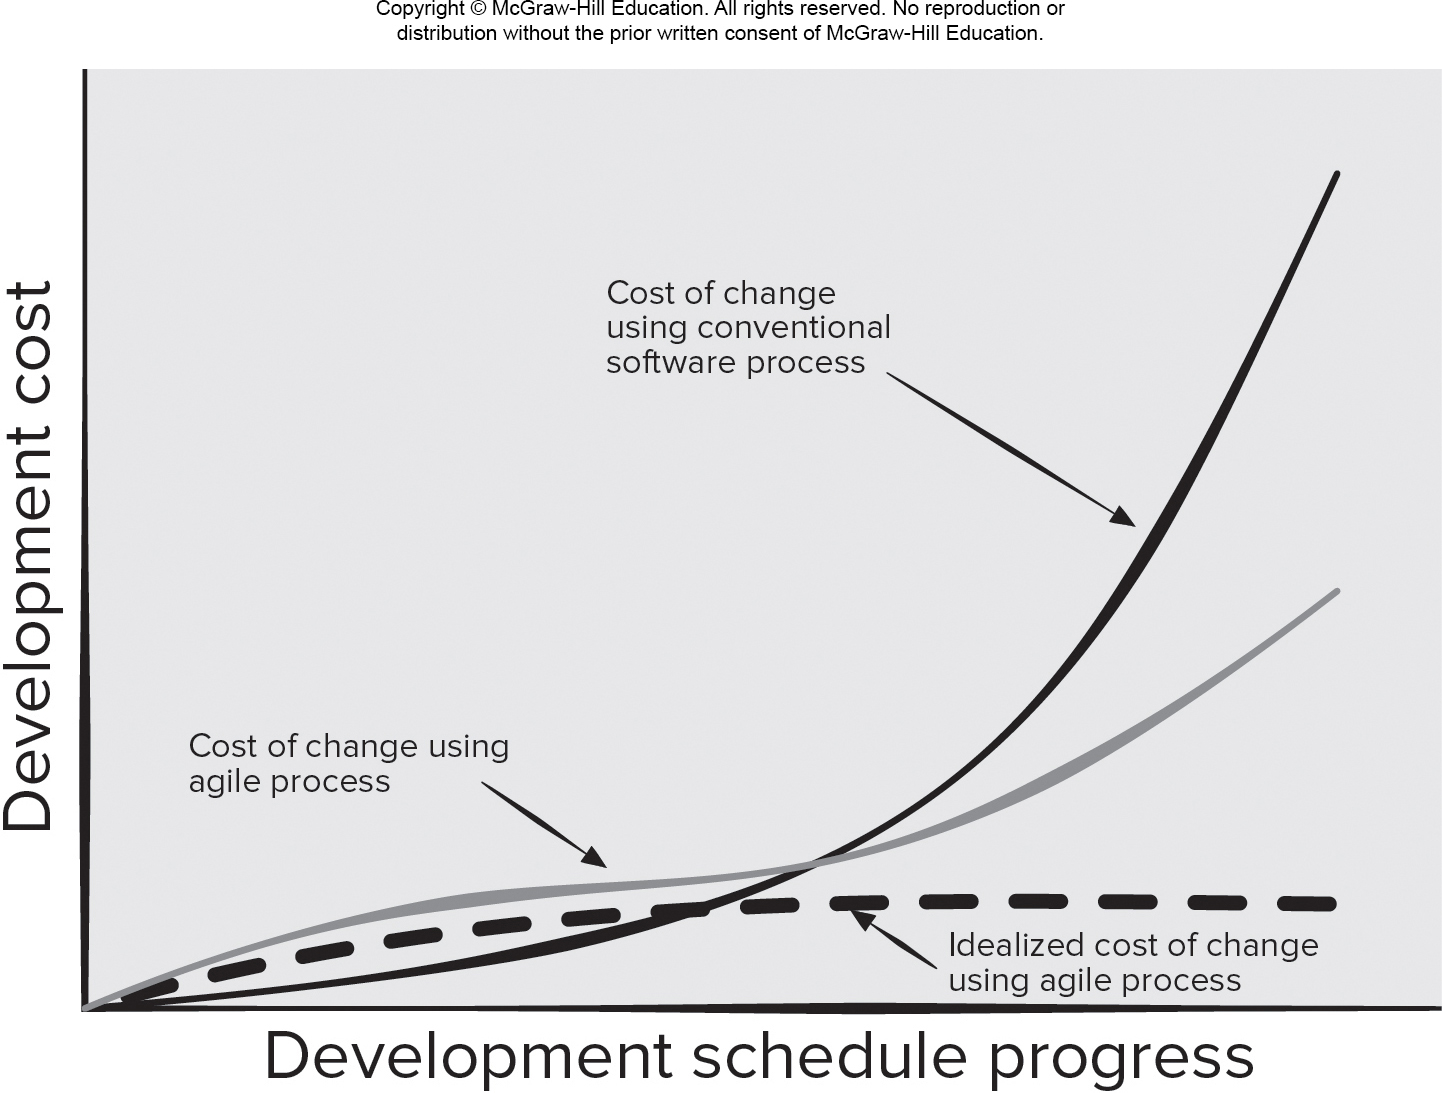 Copyright © McGraw-Hill Education. All rights reserved. No reproduction or
distribution without the prior written consent of McGraw-Hill Education.
Development cost
Cost of change
using conventional
software process
Cost of change using
agile process
Idealized cost of change
using agile process
Development schedule progress